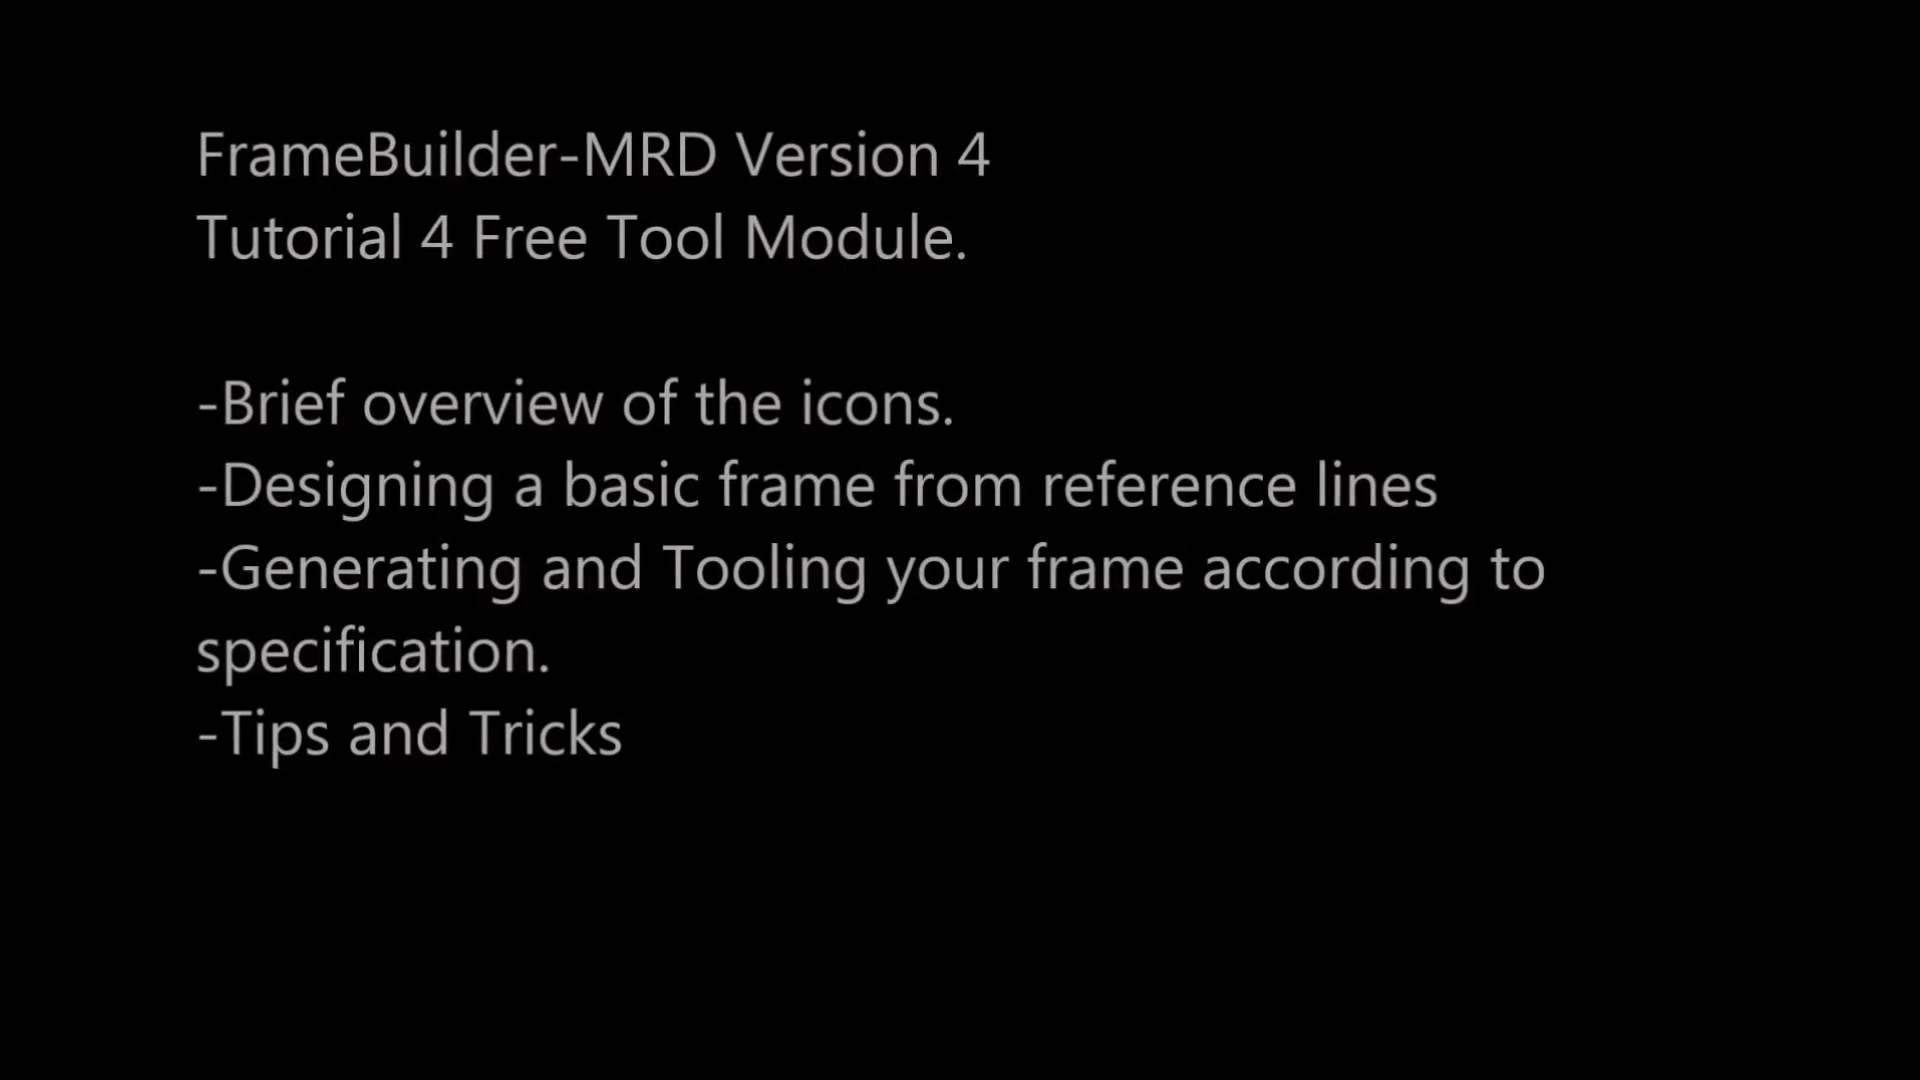 FrameBuilder-MRD Version 4
Tutorial 4 Free Tool Module.
-Brief overview of the icons.
-Designing a basic frame from reference lines
-Generating and Tooling your frame according to
specification.
-Tips and Tricks